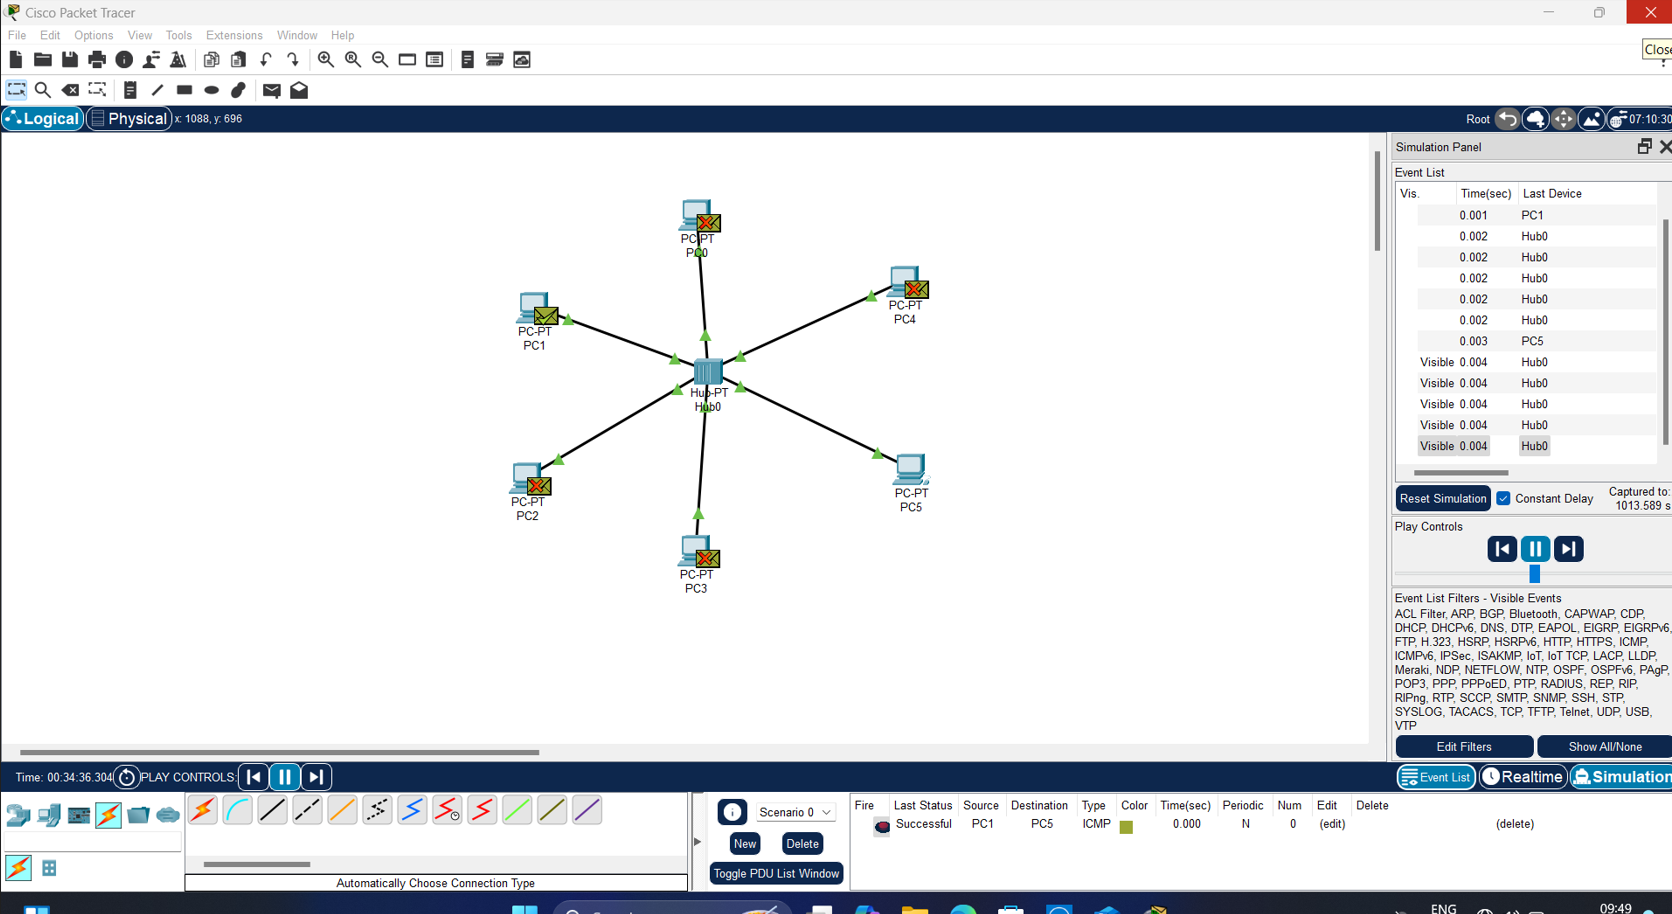 Cisco Packet Tracer
File Edit Options View Tools Extensions Window Help
Close
Logical Physical x: 1088, y: 696 Root 07:10:30
PC-PT
PC0
PC-PT
PC4
PC-PT
PC1
Hub-PT
Hub0
PC-PT
PC2
PC-PT
PC5
PC-PT
PC3
Simulation Panel
Event List
Vis. Time(sec) Last Device
0.001 PC1
0.002 Hub0
0.002 Hub0
0.002 Hub0
0.002 Hub0
0.002 Hub0
0.003 PC5
Visible 0.004 Hub0
Visible 0.004 Hub0
Visible 0.004 Hub0
Visible 0.004 Hub0
Visible 0.004 Hub0
Reset Simulation Constant Delay Captured to:
1013.589 s
Play Controls
Event List Filters - Visible Events
ACL Filter, ARP, BGP, Bluetooth, CAPWAP, CDP,
DHCP, DHCPv6, DNS, DTP, EAPOL, EIGRP, EIGRPv6,
FTP, H.323, HSRP, HSRPv6, HTTP, HTTPS, ICMP,
ICMPv6, IPSec, ISAKMP, IoT, IoT TCP, LACP, LLDP,
Meraki, NDP, NETFLOW, NTP, OSPF, OSPFv6, PAgP,
POP3, PPP, PPPoED, PTP, RADIUS, REP, RIP,
RIPng, RTP, SCCP, SMTP, SNMP, SSH, STP,
SYSLOG, TACACS, TCP, TFTP, Telnet, UDP, USB,
VTP
Edit Filters Show All/None
Time: 00:34:36.304 PLAY CONTROLS: Event List Realtime Simulation
Scenario 0
New Delete
Toggle PDU List Window
Fire Last Status Source Destination Type Color Time(sec) Periodic Num Edit Delete
Successful PC1 PC5 ICMP 0.000 N 0 (edit) (delete)
Automatically Choose Connection Type
ENG 09:49